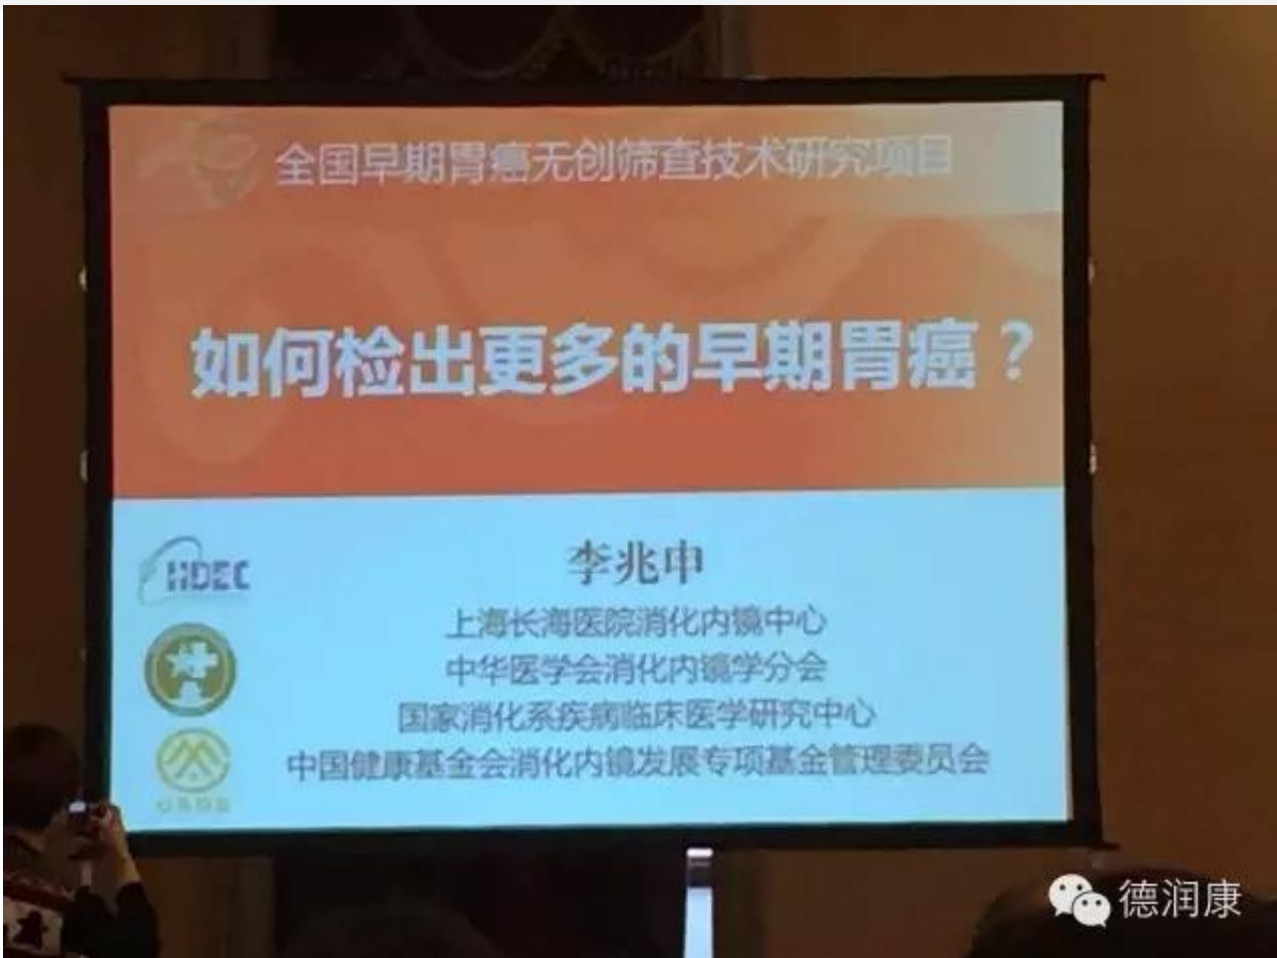 全国早期胃癌无创筛查技术研究项目
如何检出更多的早期胃癌？
HDEC
李兆申
上海长海医院消化内镜中心
中华医学会消化内镜学分会
国家消化系疾病临床医学研究中心
中国健康基金会消化内镜发展专项基金管理委员会
德润康